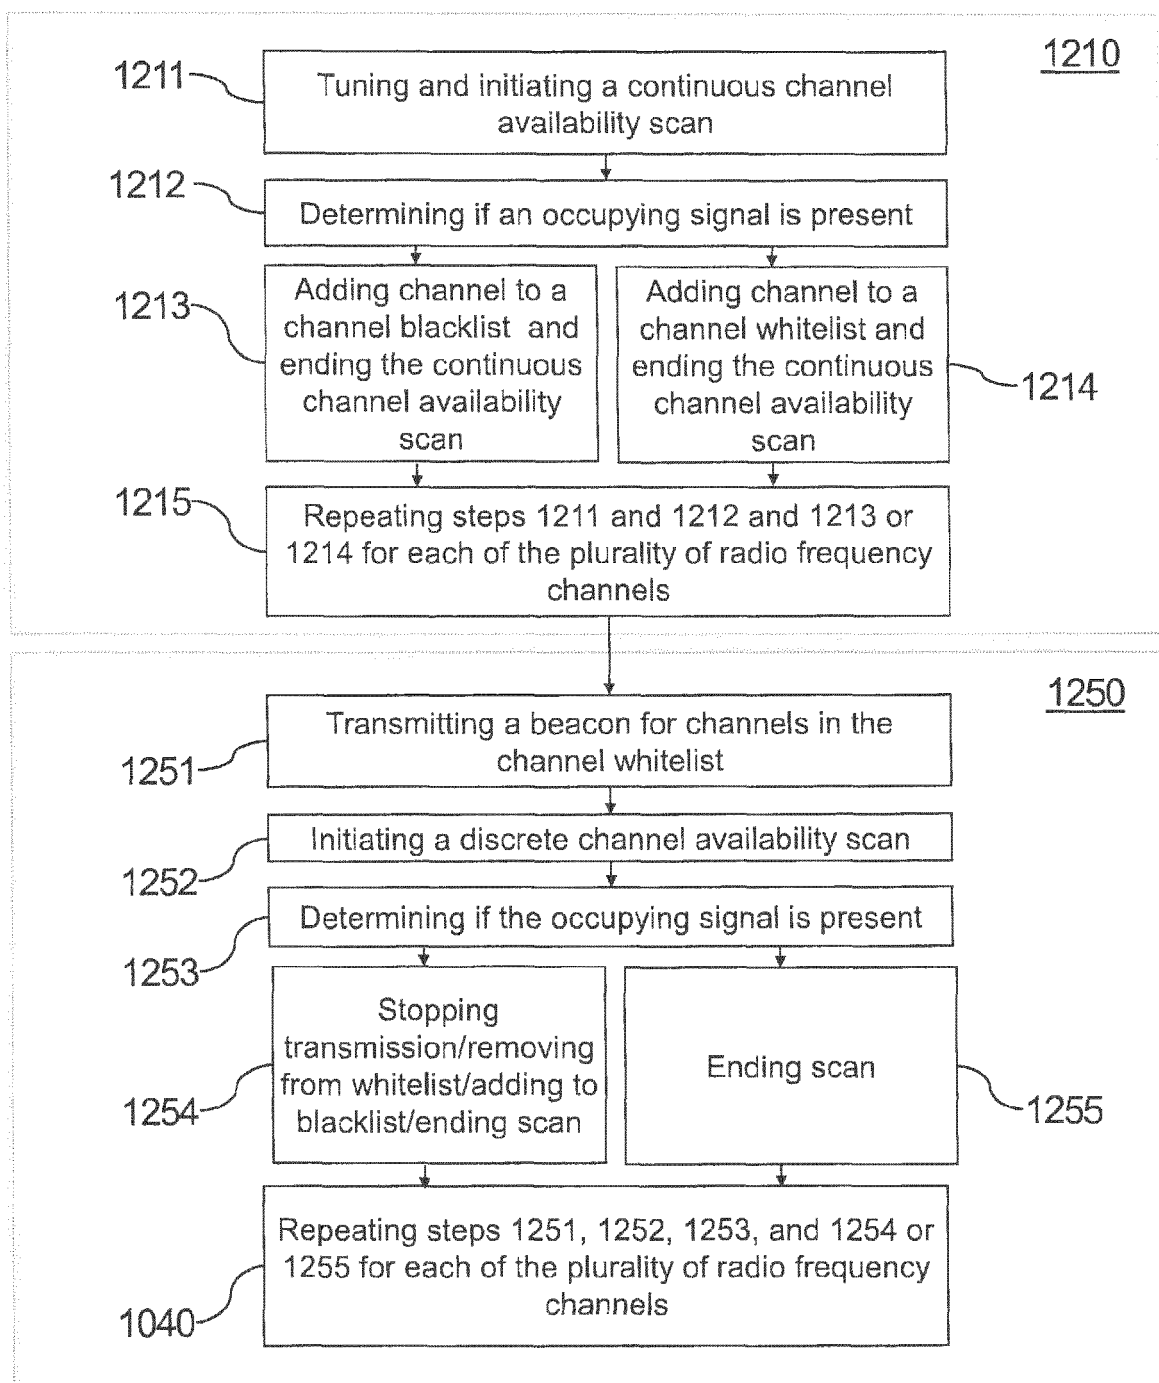 1210
1211
Tuning and initiating a continuous channel
availability scan
1212
Determining if an occupying signal is present
1213
Adding channel to a
channel blacklist and
ending the continuous
channel availability
scan
Adding channel to a
channel whitelist and
ending the continuous
channel availability
scan
1214
1215
Repeating steps 1211 and 1212 and 1213 or
1214 for each of the plurality of radio frequency
channels
1250
Transmitting a beacon for channels in the
channel whitelist
1251
Initiating a discrete channel availability scan
1252
Determining if the occupying signal is present
1253
Stopping
transmission/removing
from whitelist/adding to
blacklist/ending scan
1254
Ending scan
1255
Repeating steps 1251, 1252, 1253, and 1254 or
1255 for each of the plurality of radio frequency
channels
1040